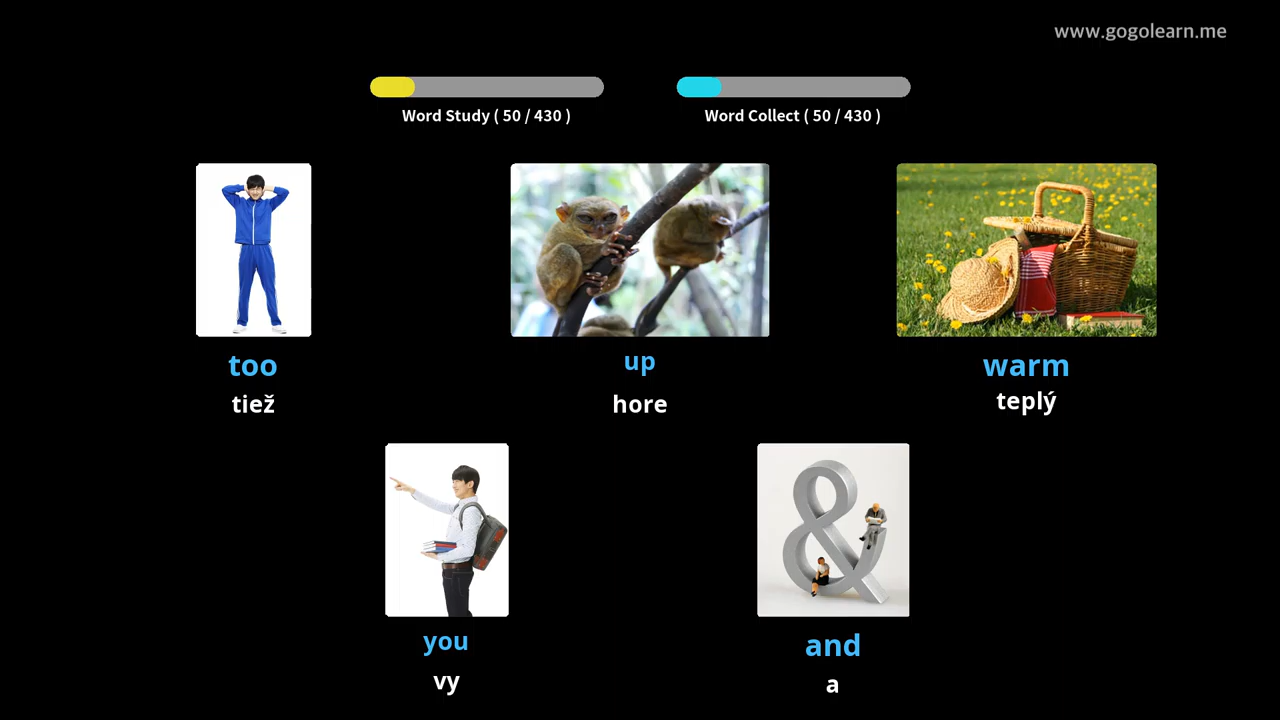 www.gogolearn.me
Word Study ( 50 / 430 )
Word Collect ( 50 / 430 )
too
tiež
up
hore
warm
teplý
you
vy
and
a